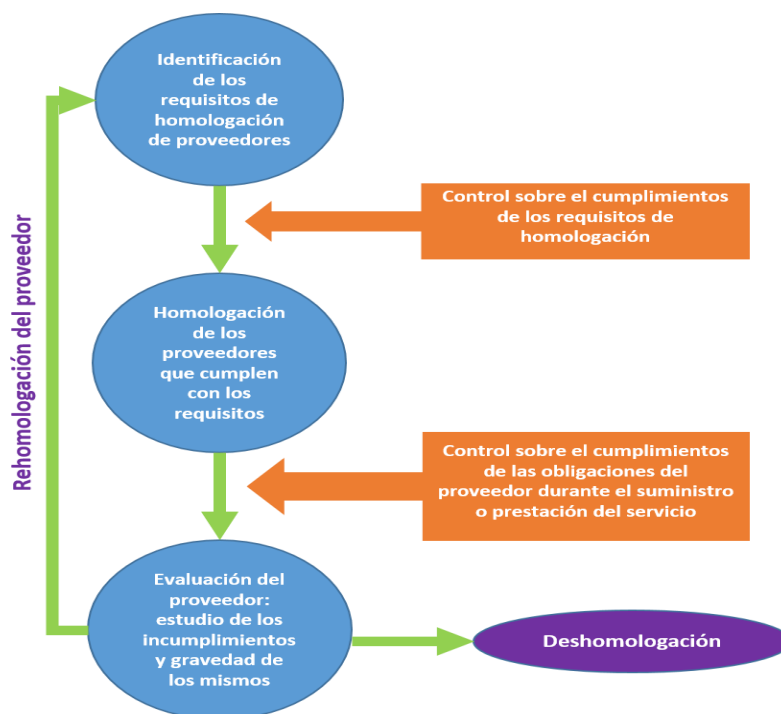 Identificación
de los
requisitos de
homologación
de proveedores
Control sobre el cumplimientos
de los requisitos de
homologación
Rehomologación del proveedor
Homologación
de los
proveedores
que cumplen
con los
requisitos
Control sobre el cumplimientos
de las obligaciones del
proveedor durante el suministro
o prestación del servicio
Evaluación del
proveedor:
estudio de los
incumplimientos
y gravedad de
los mismos
Deshomologación